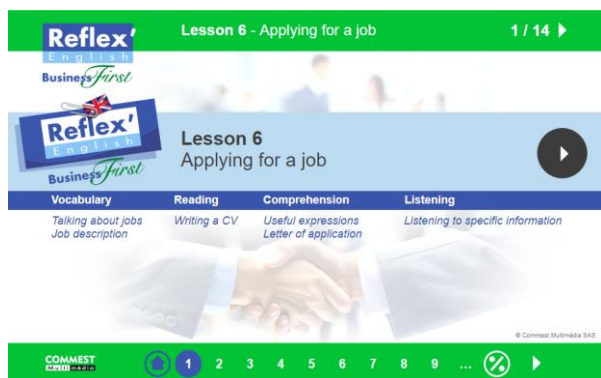 Reflex'
English
Business First
Lesson 6 - Applying for a job
1 / 14
Reflex'
English
Business First
Lesson 6
Applying for a job
Vocabulary
Talking about jobs
Job description
Reading
Writing a CV
Comprehension
Useful expressions
Letter of application
Listening
Listening to specific information
© Commest Multimédia SAS
COMMEST
Multimédia
1 2 3 4 5 6 7 8 9 ... %